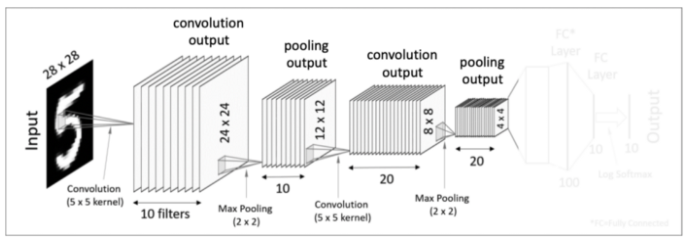 convolution
output
pooling
output
convolution
output
pooling
output
FC*
Layer
FC
Layer
28 x 28
Input
24 x 24
12 x 12
8 x 8
4 x 4
Output
Convolution
(5 x 5 kernel)
10 filters
Max Pooling
(2 x 2)
10
Convolution
(5 x 5 kernel)
20
Max Pooling
(2 x 2)
20
100
10
10
Log Softmax
*FC=Fully Connected